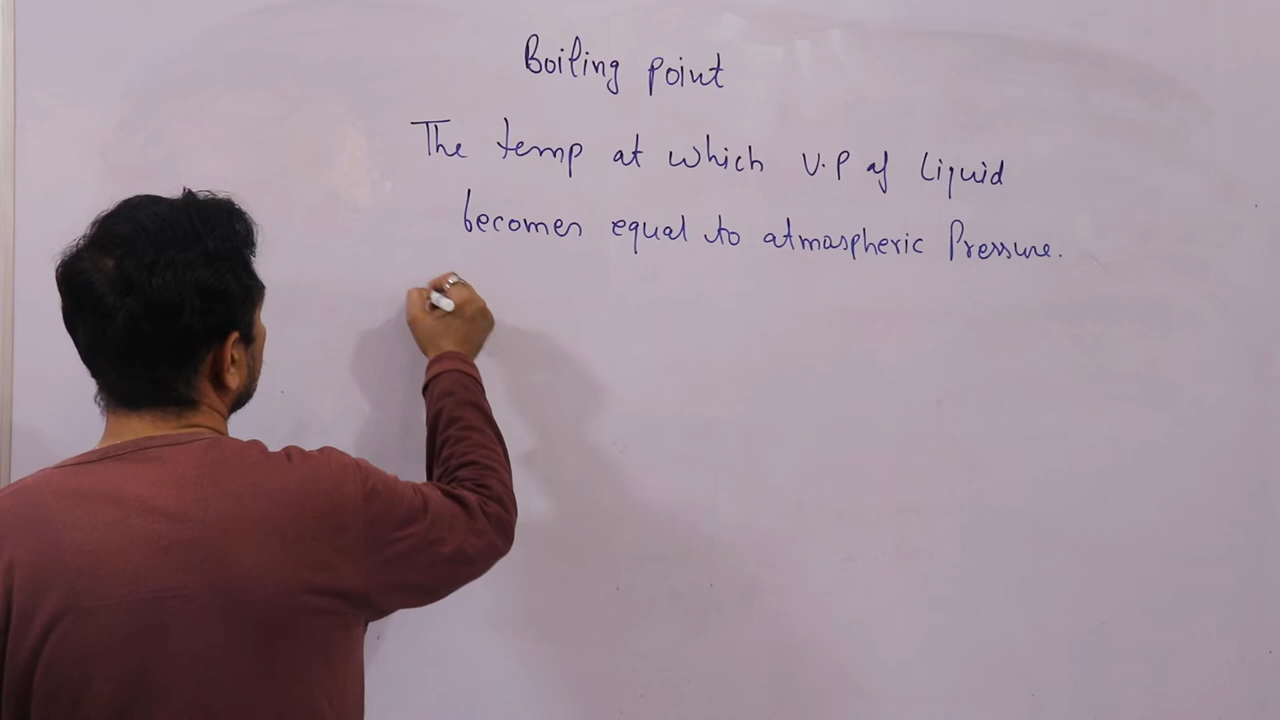 Boiling point
The temp at which V.P of liquid
becomes equal to atmospheric Pressure.